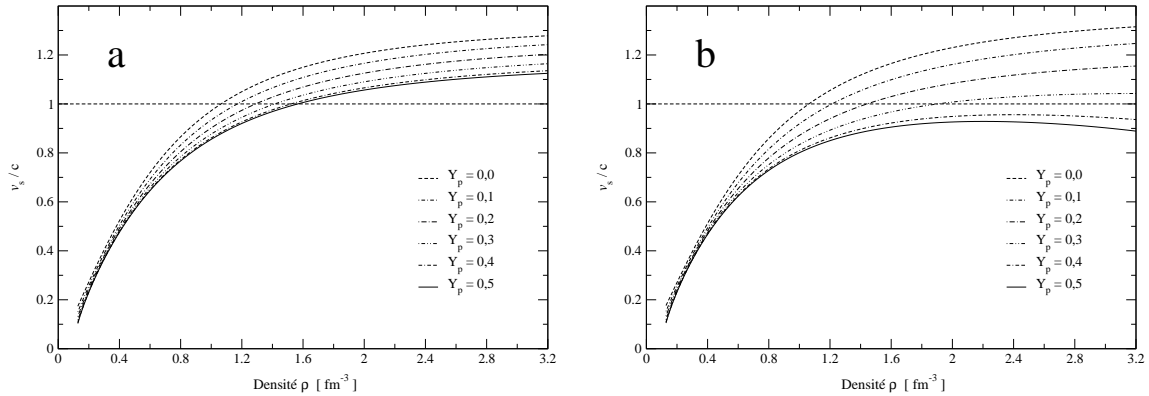 a
1.2
1
0.8
0.6
0.4
0.2
0
v_s / c
Y_p = 0,0
Y_p = 0,1
Y_p = 0,2
Y_p = 0,3
Y_p = 0,4
Y_p = 0,5
0 0.4 0.8 1.2 1.6 2 2.4 2.8 3.2
Densité ρ [ fm^-3 ]
b
1.2
1
0.8
0.6
0.4
0.2
0
v_s / c
Y_p = 0,0
Y_p = 0,1
Y_p = 0,2
Y_p = 0,3
Y_p = 0,4
Y_p = 0,5
0 0.4 0.8 1.2 1.6 2 2.4 2.8 3.2
Densité ρ [ fm^-3 ]